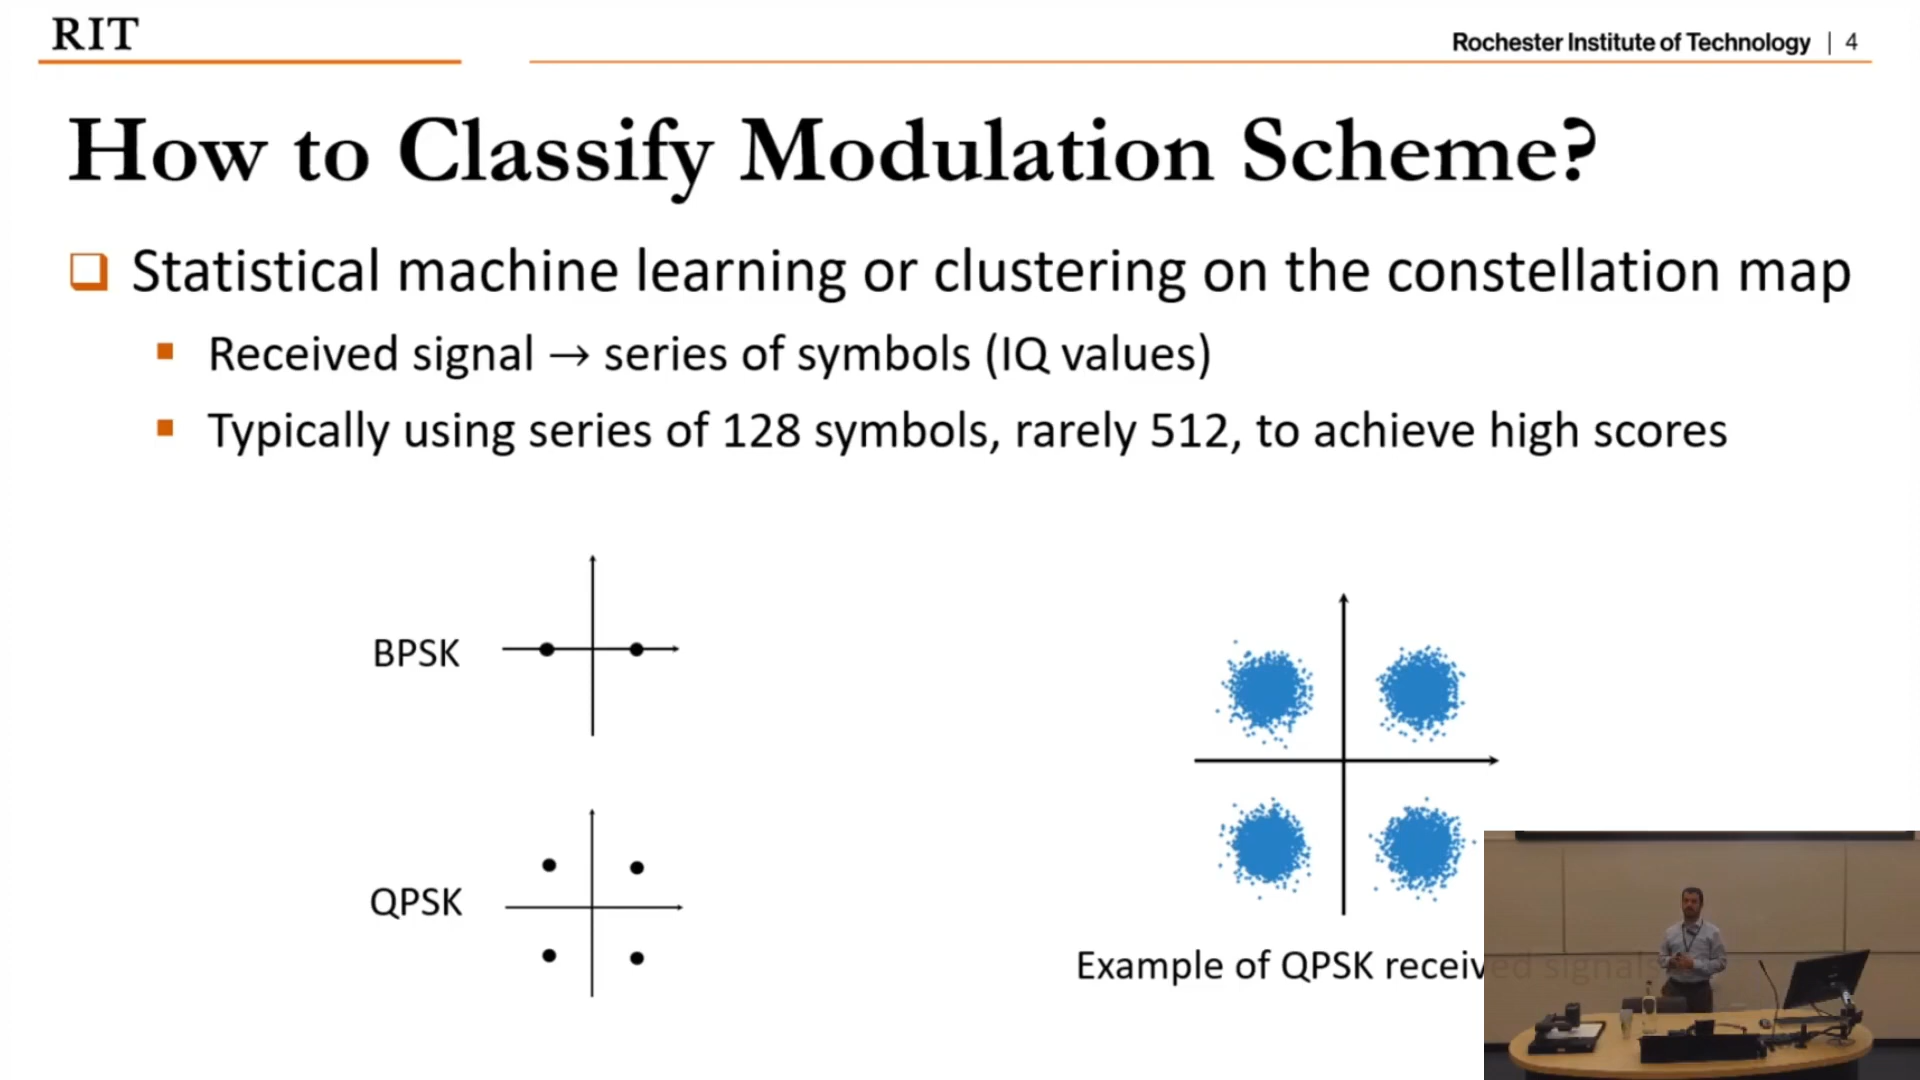 RIT
Rochester Institute of Technology | 4
How to Classify Modulation Scheme?
Statistical machine learning or clustering on the constellation map
Received signal → series of symbols (IQ values)
Typically using series of 128 symbols, rarely 512, to achieve high scores
BPSK
QPSK
Example of QPSK received signals